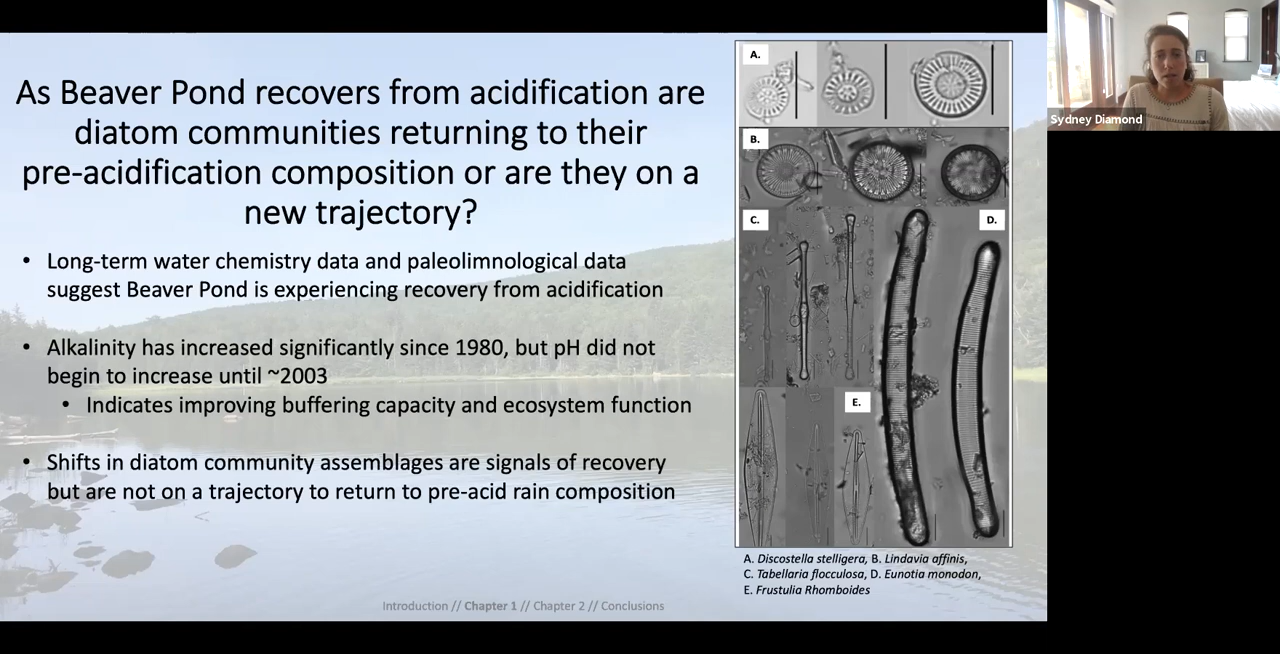 As Beaver Pond recovers from acidification are
diatom communities returning to their
pre-acidification composition or are they on a
new trajectory?
• Long-term water chemistry data and paleolimnological data
suggest Beaver Pond is experiencing recovery from acidification
• Alkalinity has increased significantly since 1980, but pH did not
begin to increase until ~2003
• Indicates improving buffering capacity and ecosystem function
• Shifts in diatom community assemblages are signals of recovery
but are not on a trajectory to return to pre-acid rain composition
A.
B.
C.
D.
E.
A. Discostella stelligera, B. Lindavia affinis,
C. Tabellaria flocculosa, D. Eunotia monodon,
E. Frustulia Rhomboides
Introduction // Chapter 1 // Chapter 2 // Conclusions
Sydney Diamond